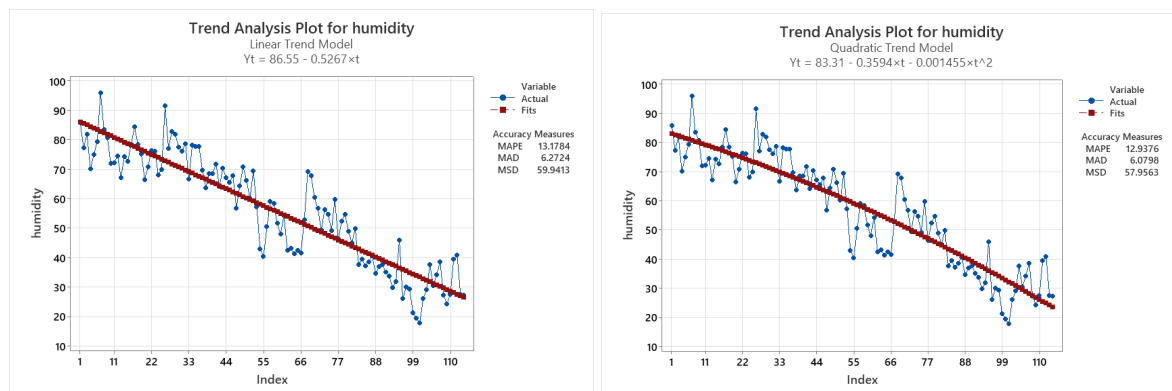 Trend Analysis Plot for humidity
Linear Trend Model
Yt = 86.55 - 0.5267×t
100
90
80
70
60
50
40
30
20
10
humidity
1 11 22 33 44 55 66 77 88 99 110
Index
Variable
Actual
Fits
Accuracy Measures
MAPE 13.1784
MAD 6.2724
MSD 59.9413
Trend Analysis Plot for humidity
Quadratic Trend Model
Yt = 83.31 - 0.3594×t - 0.001455×t^2
100
90
80
70
60
50
40
30
20
10
humidity
1 11 22 33 44 55 66 77 88 99 110
Index
Variable
Actual
Fits
Accuracy Measures
MAPE 12.9376
MAD 6.0798
MSD 57.9563